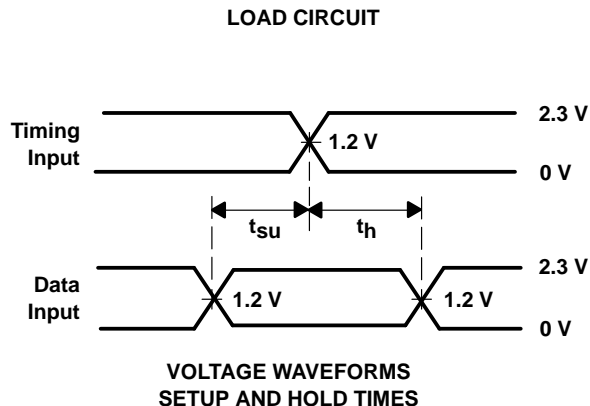 LOAD CIRCUIT
Timing
Input
2.3 V
1.2 V
0 V
tsu
th
Data
Input
2.3 V
1.2 V
1.2 V
0 V
VOLTAGE WAVEFORMS
SETUP AND HOLD TIMES